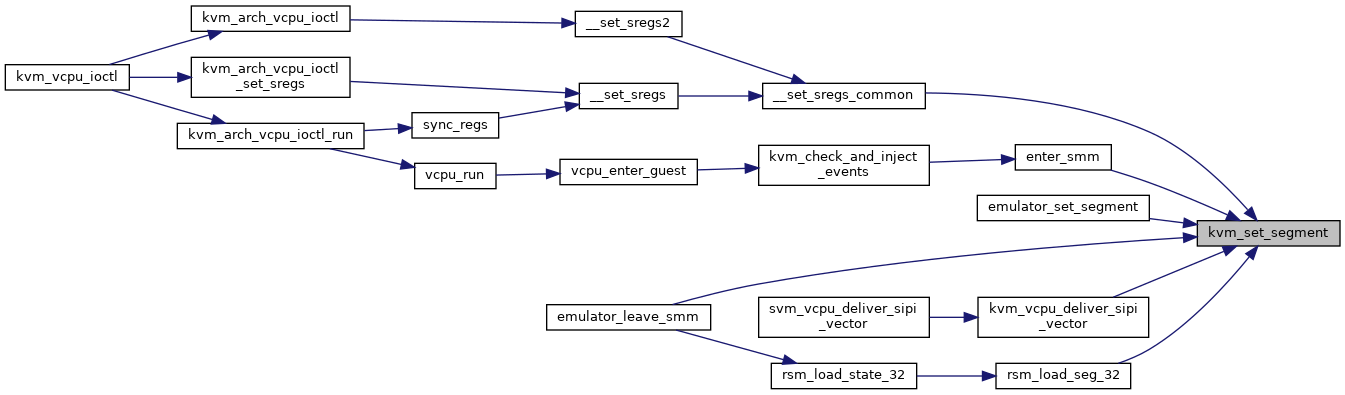 kvm_arch_vcpu_ioctl
__set_sregs2
kvm_vcpu_ioctl
kvm_arch_vcpu_ioctl
_set_sregs
__set_sregs
__set_sregs_common
sync_regs
kvm_arch_vcpu_ioctl_run
kvm_check_and_inject
_events
enter_smm
vcpu_run
vcpu_enter_guest
emulator_set_segment
kvm_set_segment
emulator_leave_smm
svm_vcpu_deliver_sipi
_vector
kvm_vcpu_deliver_sipi
_vector
rsm_load_state_32
rsm_load_seg_32